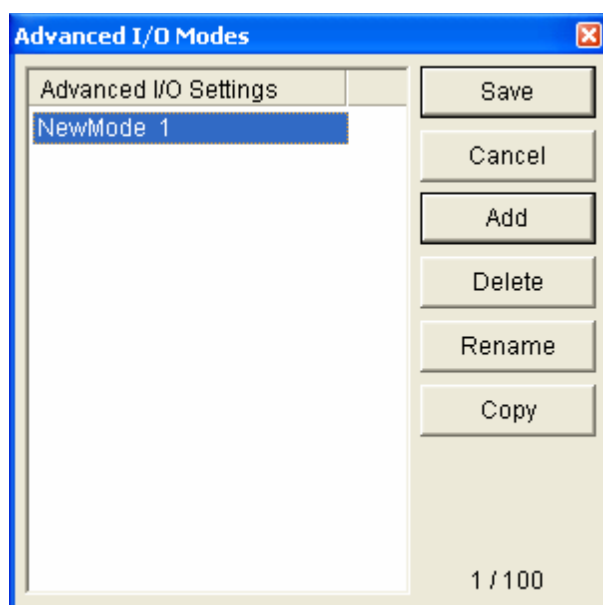 Advanced I/O Modes
Advanced I/O Settings
NewMode 1
Save
Cancel
Add
Delete
Rename
Copy
1 / 100